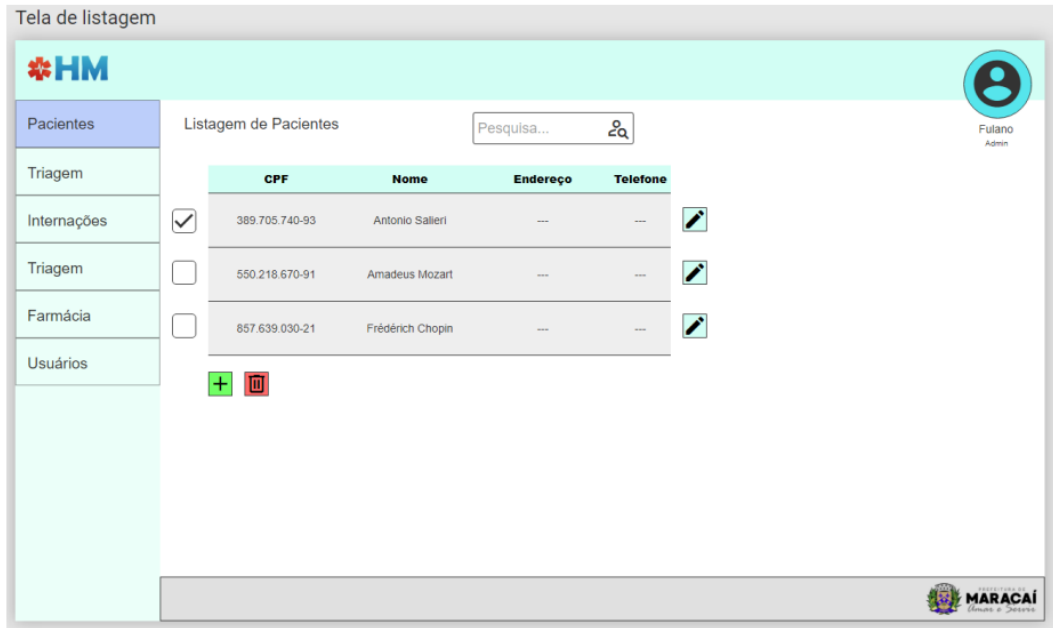 Tela de listagem
HM
Fulano
Admin
Pacientes
Triagem
Internações
Triagem
Farmácia
Usuários
Listagem de Pacientes
Pesquisa...
CPF Nome Endereço Telefone
389.705.740-93 Antonio Salieri --- ---
550.218.670-91 Amadeus Mozart --- ---
857.639.030-21 Frédérich Chopin --- ---
PREFEITURA DE
MARACAÍ
Amar e Servir